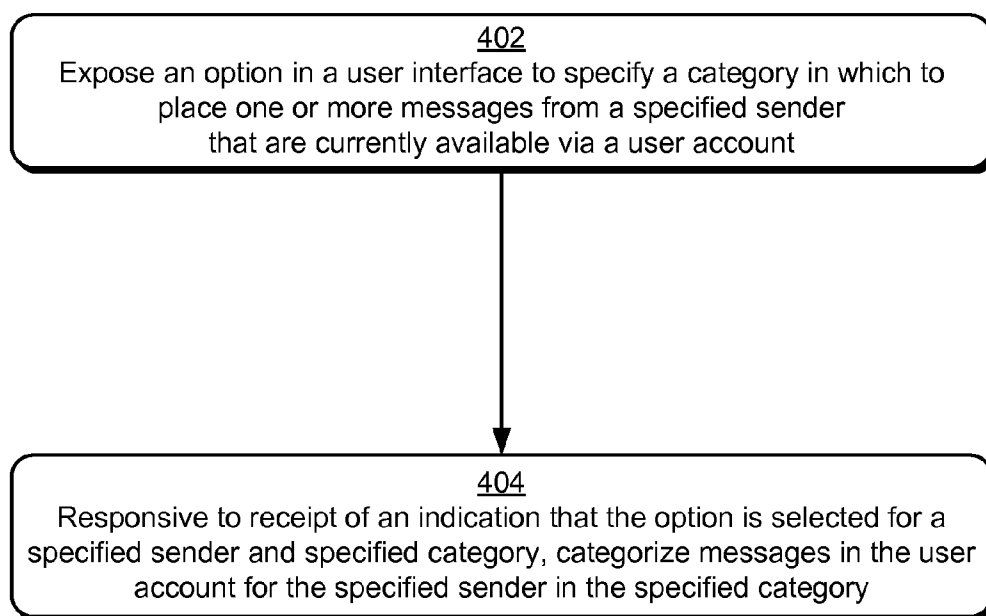 402
Expose an option in a user interface to specify a category in which to
place one or more messages from a specified sender
that are currently available via a user account
404
Responsive to receipt of an indication that the option is selected for a
specified sender and specified category, categorize messages in the user
account for the specified sender in the specified category